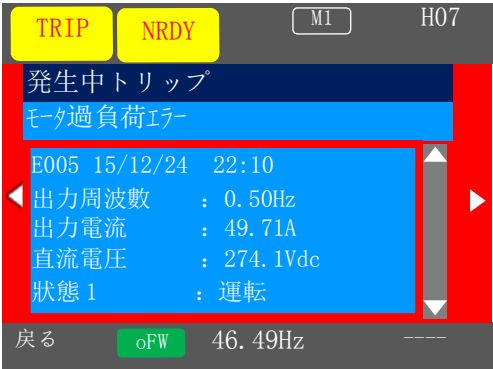 TRIP NRDY M1 H07
発生中トリップ
ﾓｰﾀ過負荷ｴﾗｰ
E005 15/12/24 22:10
出力周波數 : 0.50Hz
出力電流 : 49.71A
直流電圧 : 274.1Vdc
狀態1 : 運転
戻る oFW 46.49Hz ----